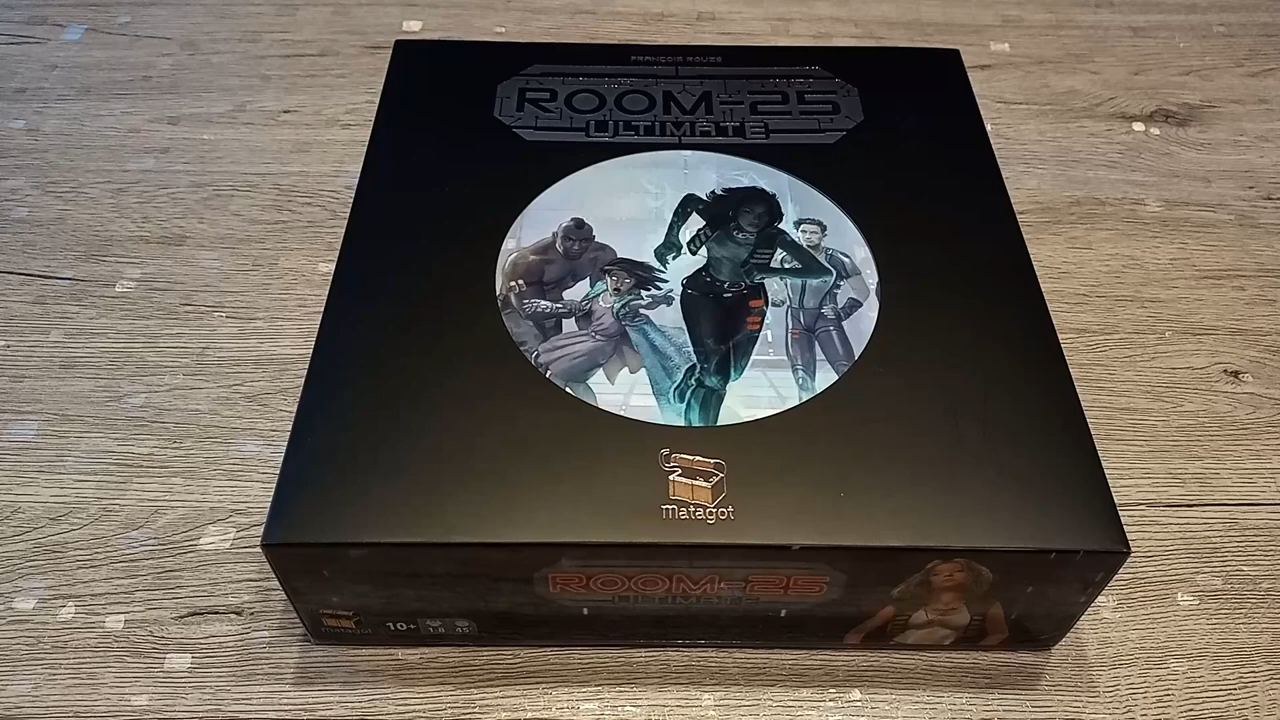 FRANÇOIS ROUZÉ
ROOM-25
ULTIMATE
matagot
ROOM-25
ULTIMATE
matagot
10+
1-8
45'